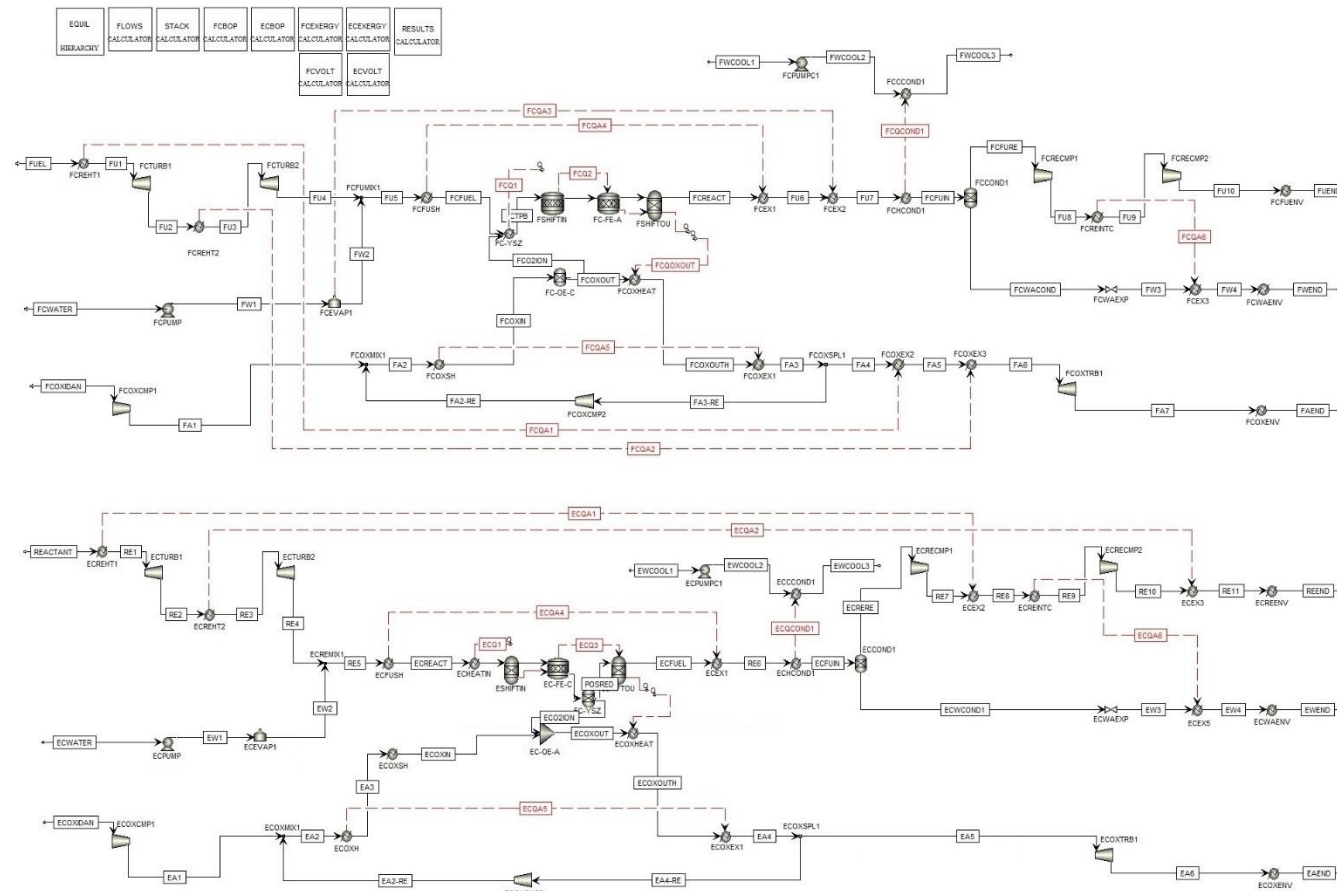 EQUIL
HIERARCHY
FLOWS
CALCULATOR
STACK
CALCULATOR
FCBOP
CALCULATOR
ECBOP
CALCULATOR
FCEXERGY
CALCULATOR
ECEXERGY
CALCULATOR
RESULTS
CALCULATOR
FCVOLT
CALCULATOR
ECVOLT
CALCULATOR
FWCOOL1
FCPUMPC1
FWCOOL2
FCCCOND1
FWCOOL3
FCQA3
FCQA4
FCQCOND1
FUEL
FCREHT1
FU1
FCTURB1
FU2
FCREHT2
FU3
FCTURB2
FU4
FCFUMIX1
FU5
FCFUSH
FCFUEL
FCQ1
CTPB
FC-YSZ
FSHIFTIN
FCQ2
FC-FE-A
FSHIFTOU
FCREACT
FCEX1
FU6
FCEX2
FU7
FCHCOND1
FCFUIN
FCCOND1
FCFURE
FCRECMP1
FU8
FCREINTC
FU9
FCRECMP2
FU10
FCFUENV
FUEND
FCQA6
FW2
FCO2ION
FCOXOUT
FC-OE-C
FCOXHEAT
FCQOXOUT
FCWATER
FCPUMP
FW1
FCEVAP1
FCOXIN
FCWACOND
FCWAEXP
FW3
FCEX3
FW4
FCWAENV
FWEND
FCOXIDAN
FCOXCMP1
FA1
FCOXMIX1
FA2
FCOXSH
FCQA5
FCOXOUTH
FCOXEX1
FA3
FCOXSPL1
FA4
FCOXEX2
FA5
FCOXEX3
FA6
FCOXTRB1
FA7
FCOXENV
FAEND
FA2-RE
FCOXCMP2
FA3-RE
FCQA1
FCQA2
ECQA1
ECQA2
REACTANT
ECREHT1
RE1
ECTURB1
RE2
ECREHT2
RE3
ECTURB2
RE4
EWCOOL1
ECPUMPC1
EWCOOL2
ECCCOND1
EWCOOL3
ECQCOND1
ECRERE
ECRECMP1
RE7
ECEX2
RE8
ECREINTC
RE9
ECRECMP2
RE10
ECEX3
RE11
ECREENV
REEND
ECQA6
ECREMIX1
RE5
ECFUSH
ECQA4
ECREACT
ECHEATIN
ECQ1
ESHIFTIN
EC-FE-C
ECQ3
POSRED
ECFUEL
ECEX1
RE6
ECHCOND1
ECFUIN
ECCOND1
EW2
ECWATER
ECPUMP
EW1
ECEVAP1
ECO2ION
EC-OE-A
ECOXOUT
ECOXHEAT
ECWCOND1
ECWAEXP
EW3
ECEX5
EW4
ECWAENV
EWEND
ECOXSH
ECOXIN
EA3
ECOXOUTH
ECOXIDAN
ECOXCMP1
EA1
ECOXMIX1
EA2
ECOXH
ECQA5
ECOXEX1
EA4
ECOXSPL1
EA5
ECOXTRB1
EA6
ECOXENV
EAEND
EA2-RE
EA4-RE